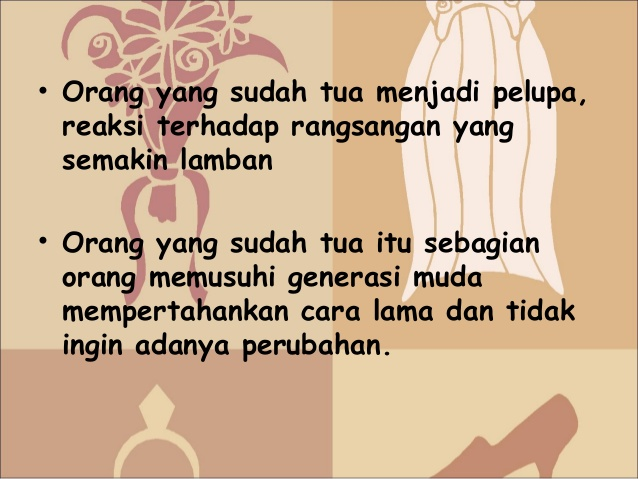 • Orang yang sudah tua menjadi pelupa,
reaksi terhadap rangsangan yang
semakin lamban
• Orang yang sudah tua itu sebagian
orang memusuhi generasi muda
mempertahankan cara lama dan tidak
ingin adanya perubahan.